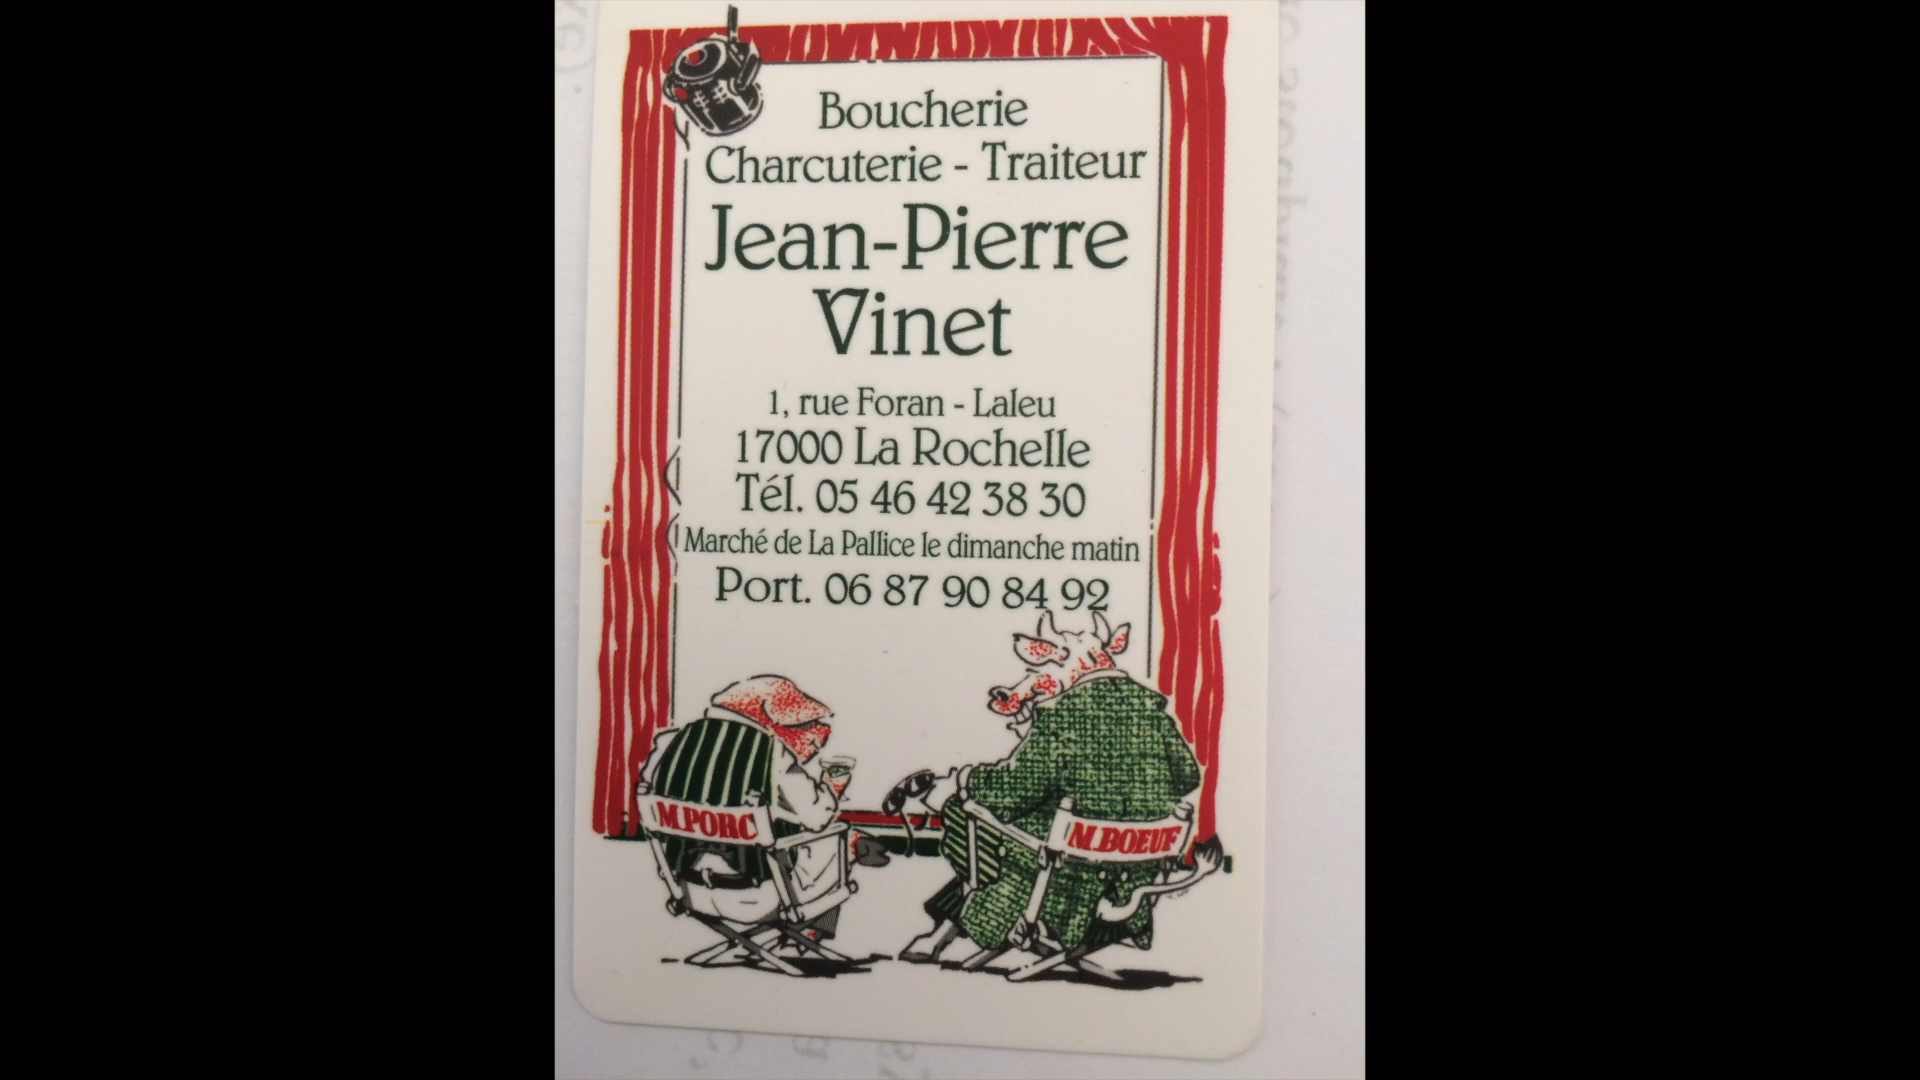 Boucherie
Charcuterie - Traiteur
Jean-Pierre
Vinet
1, rue Foran - Laleu
17000 La Rochelle
Tél. 05 46 42 38 30
Marché de La Pallice le dimanche matin
Port. 06 87 90 84 92
M.PORC
M.BOEUF